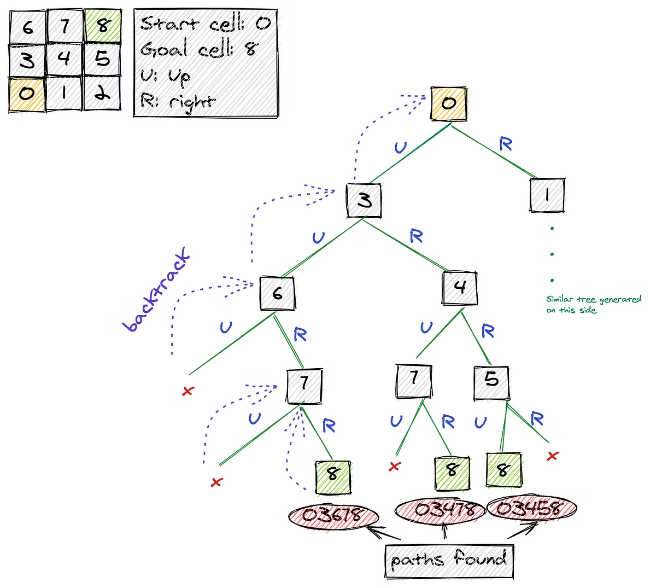 6 7 8
3 4 5
0 1 2
Start cell: 0
Goal cell: 8
U: Up
R: right
0
U R
3 1
U R
6 4
Similar tree generated
on this side
backtrack
U R U R
x 7 7 5
U R U R U R
x 8 x 8 8 x
03678 03478 03458
paths found